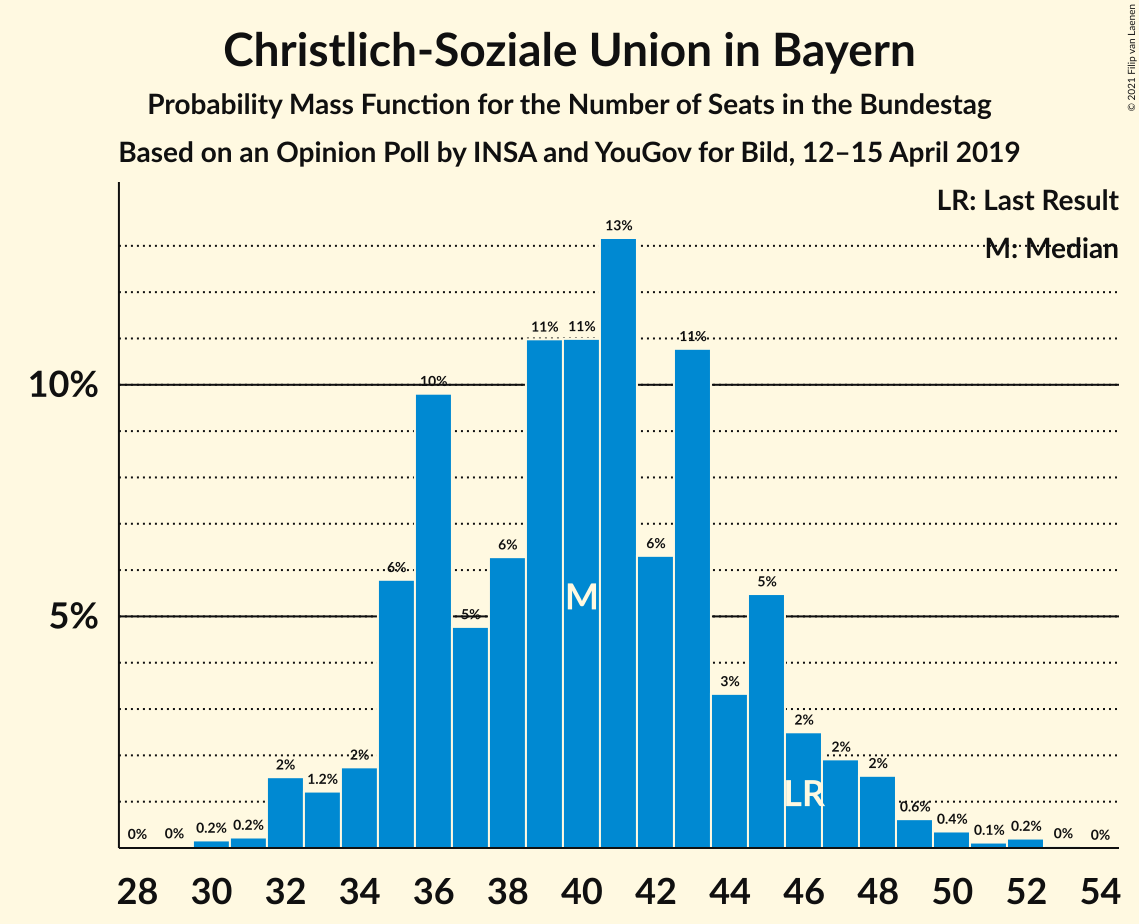 Christlich-Soziale Union in Bayern
Probability Mass Function for the Number of Seats in the Bundestag
Based on an Opinion Poll by INSA and YouGov for Bild, 12–15 April 2019
© 2021 Filip van Laenen
LR: Last Result
M: Median
10%
5%
0% 0% 0.2% 0.2% 2% 1.2% 2% 6% 10% 5% 6% 11% 11% 13% 6% 11% 3% 5% 2% 2% 2% 0.6% 0.4% 0.1% 0.2% 0% 0%
M
LR
28 30 32 34 36 38 40 42 44 46 48 50 52 54